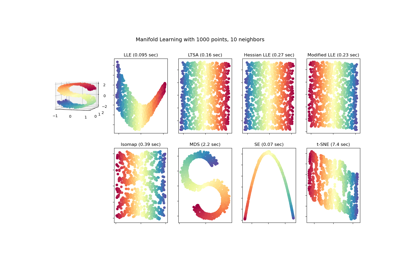 Manifold Learning with 1000 points, 10 neighbors
LLE (0.095 sec)
LTSA (0.16 sec)
Hessian LLE (0.27 sec)
Modified LLE (0.23 sec)
2
0
−2
−1 0 1
Isomap (0.39 sec)
MDS (2.2 sec)
SE (0.07 sec)
t-SNE (7.4 sec)